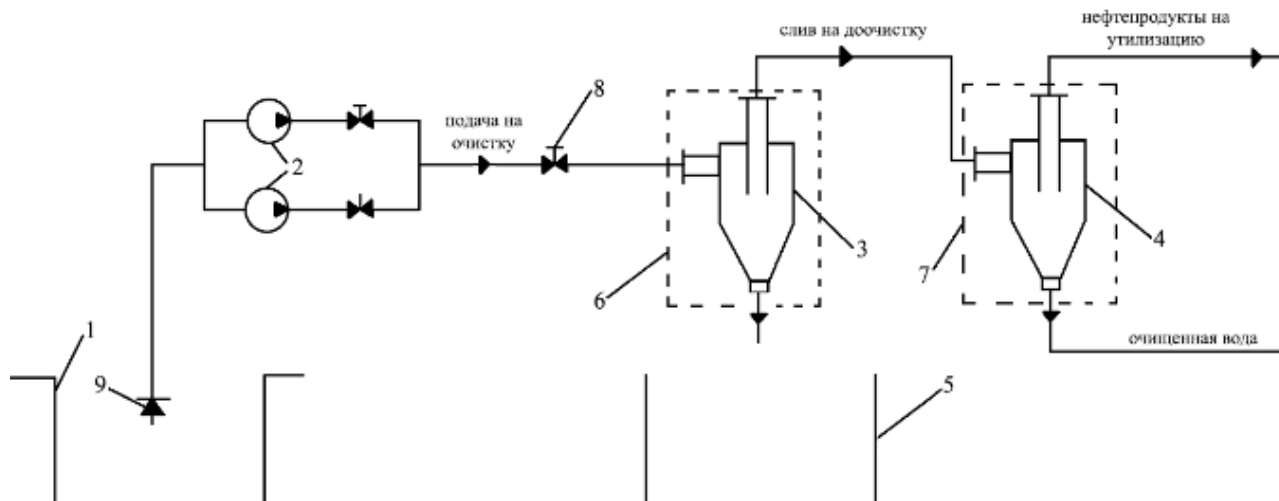 нефтепродукты на
утилизацию
слив на доочистку
8
подача на
очистку
2
3
4
6
7
1
9
очищенная вода
5